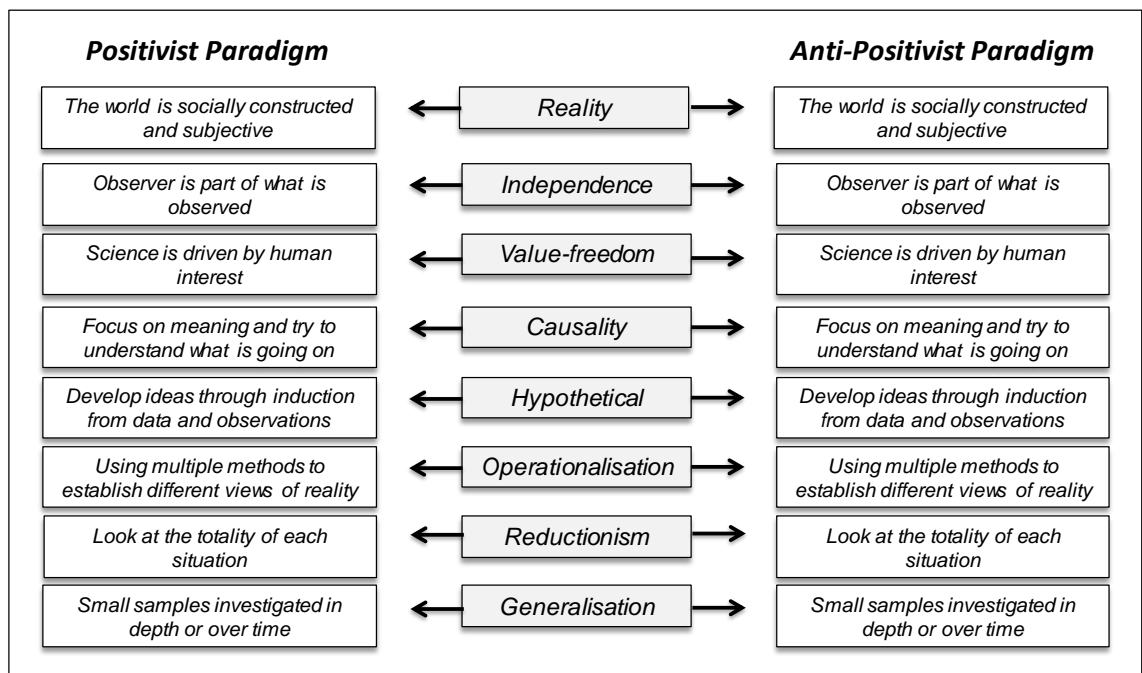 Positivist Paradigm
Anti-Positivist Paradigm
The world is socially constructed
and subjective
Reality
The world is socially constructed
and subjective
Observer is part of what is
observed
Independence
Observer is part of what is
observed
Science is driven by human
interest
Value-freedom
Science is driven by human
interest
Focus on meaning and try to
understand what is going on
Causality
Focus on meaning and try to
understand what is going on
Develop ideas through induction
from data and observations
Hypothetical
Develop ideas through induction
from data and observations
Using multiple methods to
establish different views of reality
Operationalisation
Using multiple methods to
establish different views of reality
Look at the totality of each
situation
Reductionism
Look at the totality of each
situation
Small samples investigated in
depth or over time
Generalisation
Small samples investigated in
depth or over time